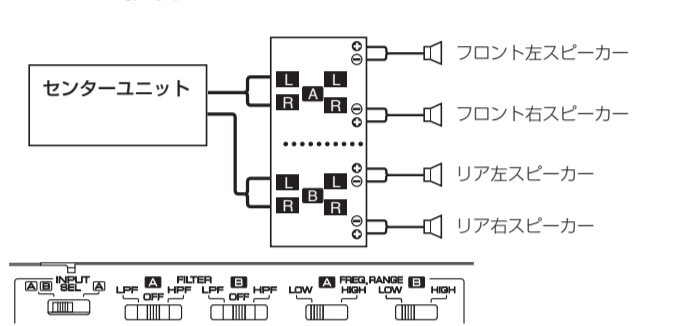 センターユニット
L L
R A R
L L
R B R
⊕
⊖
フロント左スピーカー
⊖
⊕
フロント右スピーカー
⊕
⊖
リア左スピーカー
⊖
⊕
リア右スピーカー
A B INPUT SEL A
A FILTER B
LPF OFF HPF LPF OFF HPF
A FREQ.RANGE B
LOW HIGH LOW HIGH